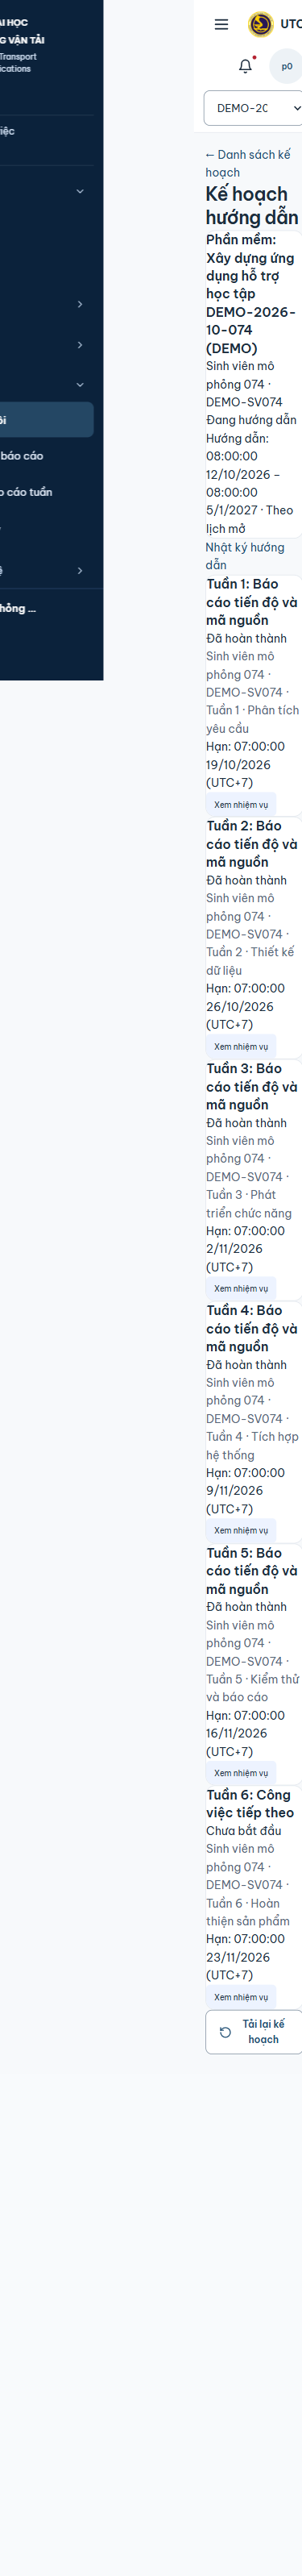 ẠI HỌC
G VẬN TẢI
Transport
ications
iệc
ôi
báo cáo
o cáo tuần
ệ
hỏng ...
UTC
p0
DEMO-2C
← Danh sách kế
hoạch
Kế hoạch
hướng dẫn
Phần mềm:
Xây dựng ứng
dụng hỗ trợ
học tập
DEMO-2026-
10-074
(DEMO)
Sinh viên mô
phỏng 074 ·
DEMO-SV074
Đang hướng dẫn
Hướng dẫn:
08:00:00
12/10/2026 –
08:00:00
5/1/2027 · Theo
lịch mở
Nhật ký hướng
dẫn
Tuần 1: Báo
cáo tiến độ và
mã nguồn
Đã hoàn thành
Sinh viên mô
phỏng 074 ·
DEMO-SV074 ·
Tuần 1 · Phân tích
yêu cầu
Hạn: 07:00:00
19/10/2026
(UTC+7)
Xem nhiệm vụ
Tuần 2: Báo
cáo tiến độ và
mã nguồn
Đã hoàn thành
Sinh viên mô
phỏng 074 ·
DEMO-SV074 ·
Tuần 2 · Thiết kế
dữ liệu
Hạn: 07:00:00
26/10/2026
(UTC+7)
Xem nhiệm vụ
Tuần 3: Báo
cáo tiến độ và
mã nguồn
Đã hoàn thành
Sinh viên mô
phỏng 074 ·
DEMO-SV074 ·
Tuần 3 · Phát
triển chức năng
Hạn: 07:00:00
2/11/2026
(UTC+7)
Xem nhiệm vụ
Tuần 4: Báo
cáo tiến độ và
mã nguồn
Đã hoàn thành
Sinh viên mô
phỏng 074 ·
DEMO-SV074 ·
Tuần 4 · Tích hợp
hệ thống
Hạn: 07:00:00
9/11/2026
(UTC+7)
Xem nhiệm vụ
Tuần 5: Báo
cáo tiến độ và
mã nguồn
Đã hoàn thành
Sinh viên mô
phỏng 074 ·
DEMO-SV074 ·
Tuần 5 · Kiểm thử
và báo cáo
Hạn: 07:00:00
16/11/2026
(UTC+7)
Xem nhiệm vụ
Tuần 6: Công
việc tiếp theo
Chưa bắt đầu
Sinh viên mô
phỏng 074 ·
DEMO-SV074 ·
Tuần 6 · Hoàn
thiện sản phẩm
Hạn: 07:00:00
23/11/2026
(UTC+7)
Xem nhiệm vụ
Tải lại kế
hoạch